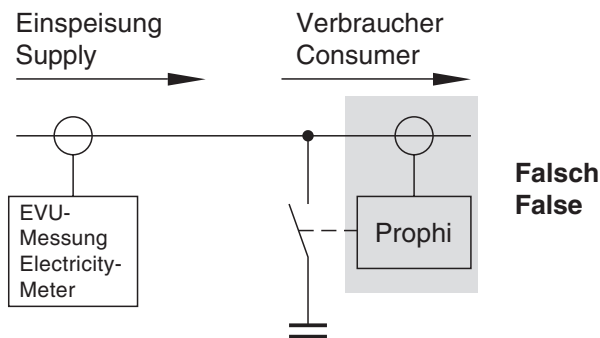 Einspeisung
Supply
Verbraucher
Consumer
Falsch
False
EVU-
Messung
Electricity-
Meter
Prophi